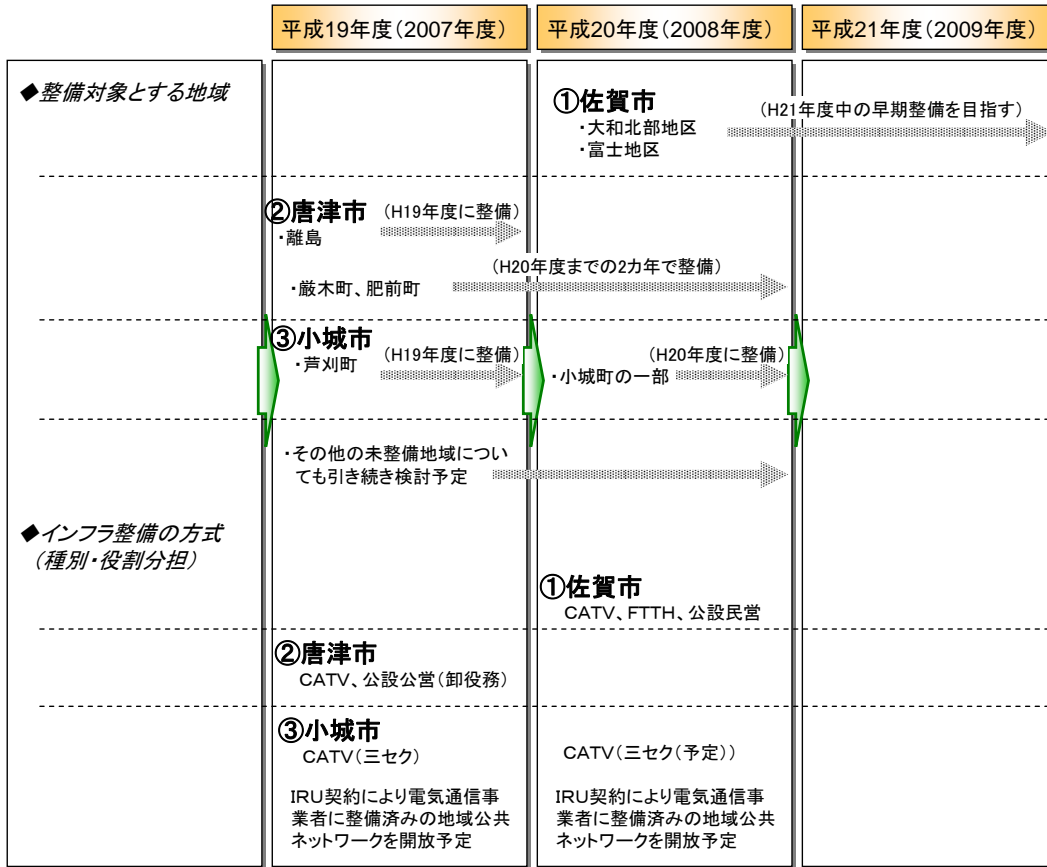 平成19年度(2007年度)
平成20年度(2008年度)
平成21年度(2009年度)
◆整備対象とする地域
①佐賀市
・大和北部地区
・富士地区
(H21年度中の早期整備を目指す)
②唐津市
(H19年度に整備)
・離島
・厳木町、肥前町
(H20年度までの2カ年で整備)
③小城市
・芦刈町
(H19年度に整備)
・小城町の一部
(H20年度に整備)
・その他の未整備地域につい
ても引き続き検討予定
◆インフラ整備の方式
(種別・役割分担)
①佐賀市
CATV、FTTH、公設民営
②唐津市
CATV、公設公営(卸役務)
③小城市
CATV(三セク)
IRU契約により電気通信事
業者に整備済みの地域公共
ネットワークを開放予定
CATV(三セク(予定))
IRU契約により電気通信事
業者に整備済みの地域公共
ネットワークを開放予定